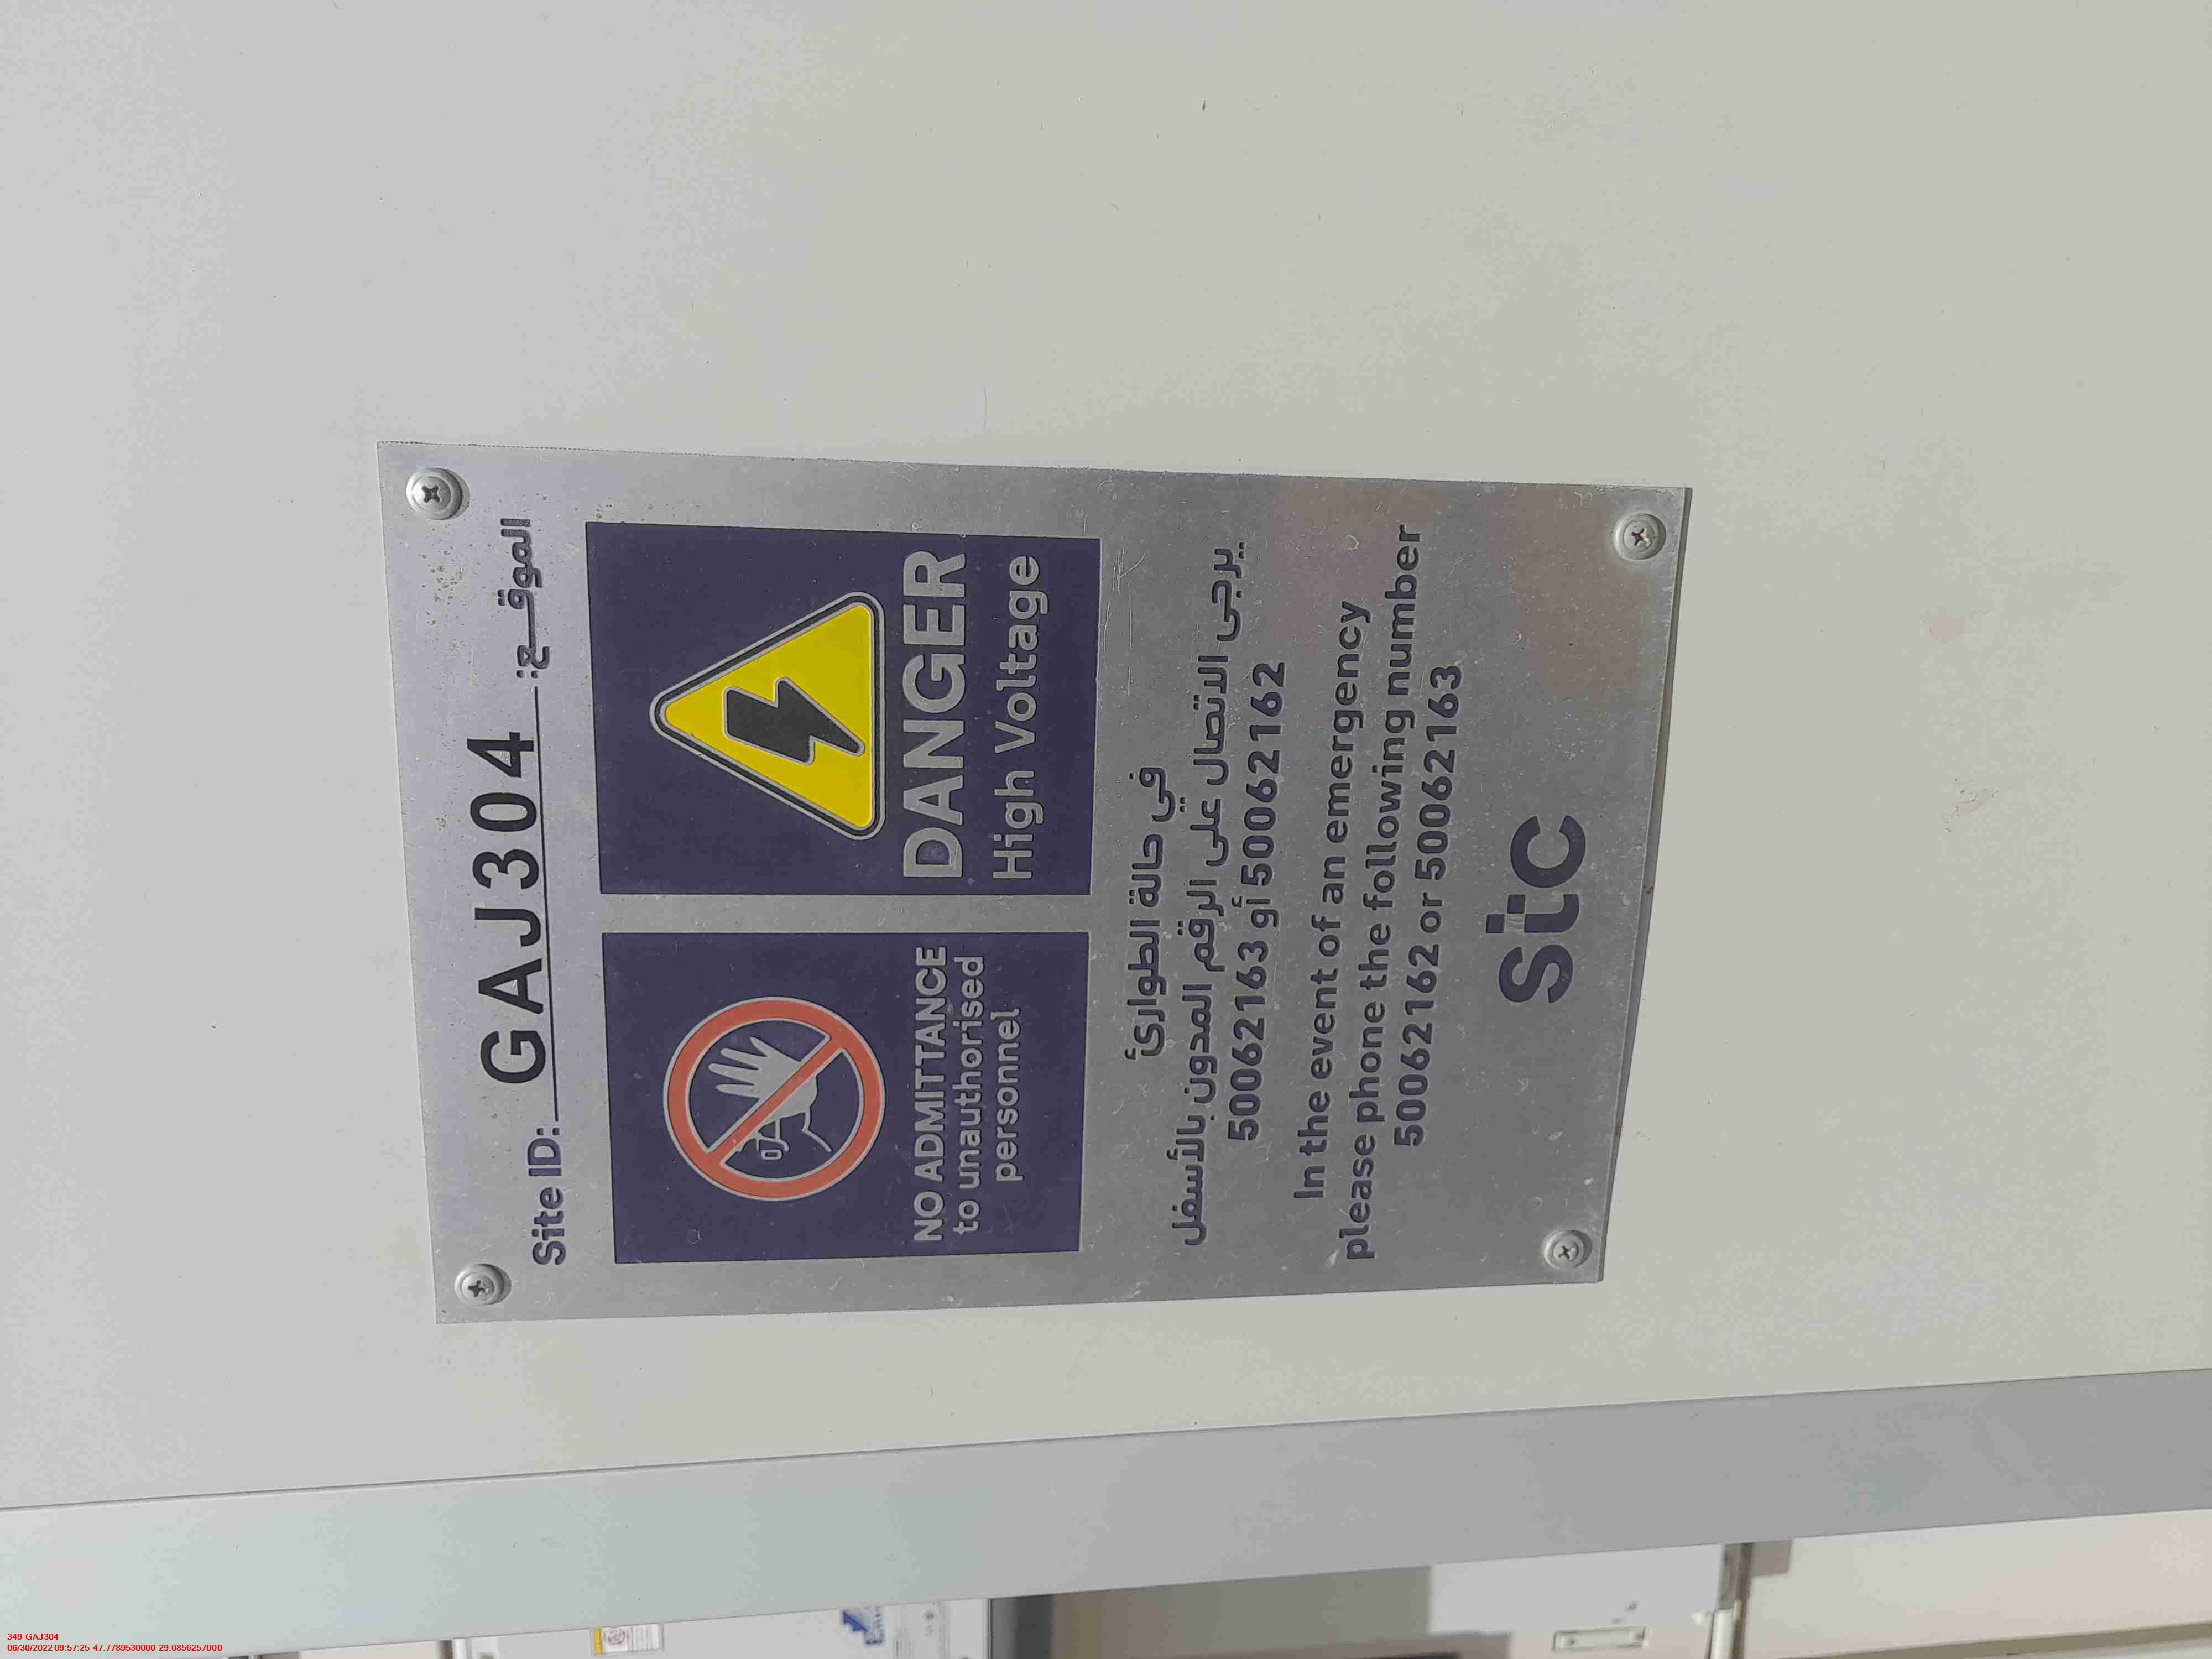 Site ID: GAJ304 الموقـــع:
NO ADMITTANCE
to unauthorised
personnel
DANGER
High Voltage
في حالة الطوارئ
يرجى الاتصال على الرقم المدون بالأسفل
50062162 أو 50062163
In the event of an emergency
please phone the following number
50062162 or 50062163
stc
349-GAJ304
06/30/2022 09:57:25 47.7789530000 29.0856257000